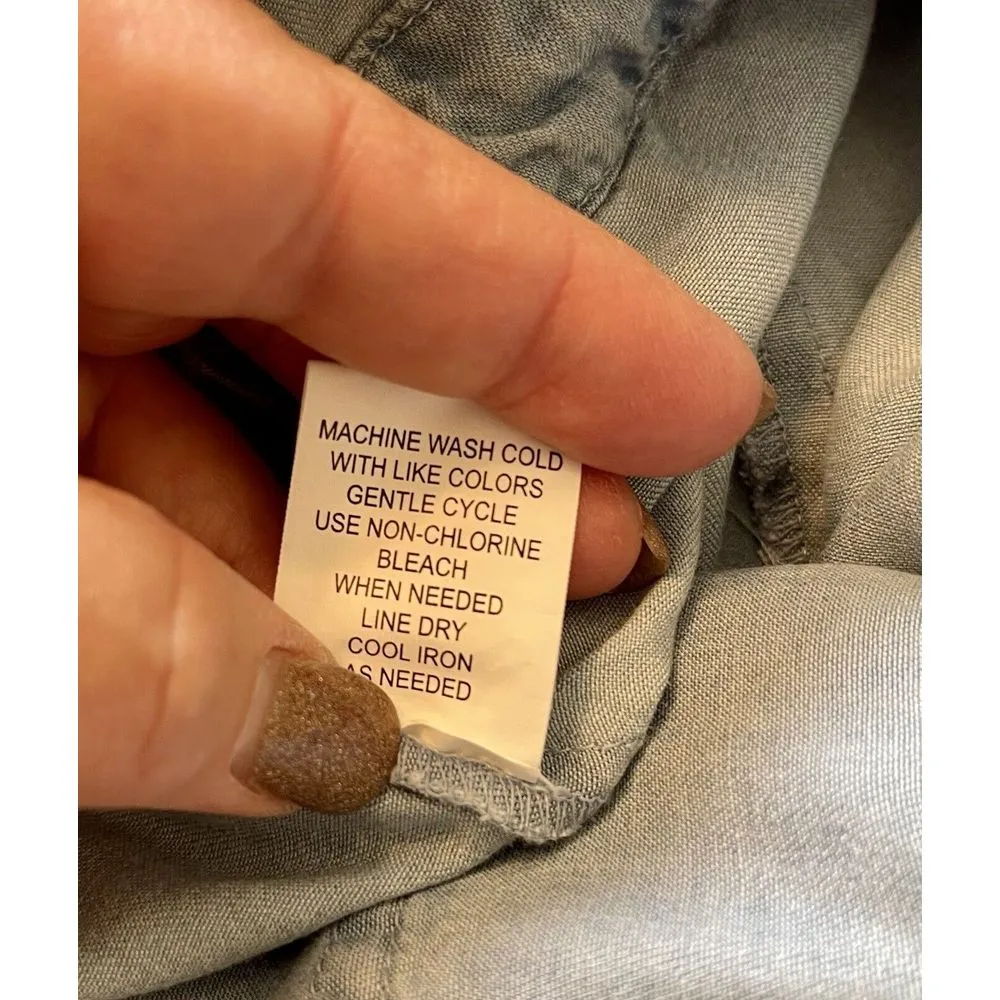 MACHINE WASH COLD
WITH LIKE COLORS
GENTLE CYCLE
USE NON-CHLORINE
BLEACH
WHEN NEEDED
LINE DRY
COOL IRON
AS NEEDED